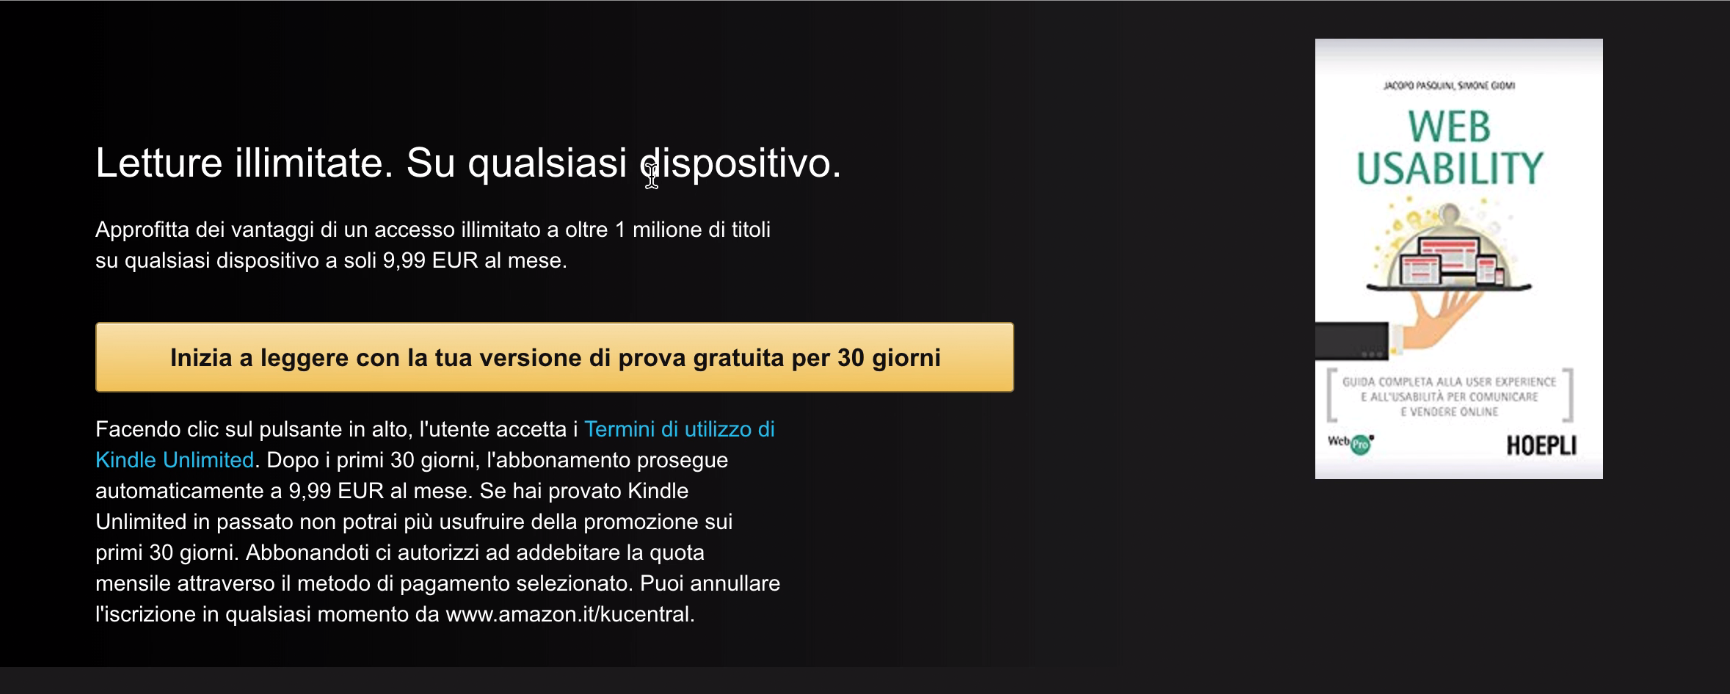 Letture illimitate. Su qualsiasi dispositivo.
Approfitta dei vantaggi di un accesso illimitato a oltre 1 milione di titoli
su qualsiasi dispositivo a soli 9,99 EUR al mese.
Inizia a leggere con la tua versione di prova gratuita per 30 giorni
Facendo clic sul pulsante in alto, l'utente accetta i Termini di utilizzo di
Kindle Unlimited. Dopo i primi 30 giorni, l'abbonamento prosegue
automaticamente a 9,99 EUR al mese. Se hai provato Kindle
Unlimited in passato non potrai più usufruire della promozione sui
primi 30 giorni. Abbonandoti ci autorizzi ad addebitare la quota
mensile attraverso il metodo di pagamento selezionato. Puoi annullare
l'iscrizione in qualsiasi momento da www.amazon.it/kucentral.
JACOPO PASQUINI, SIMONE GIOMI
WEB
USABILITY
GUIDA COMPLETA ALLA USER EXPERIENCE
E ALL'USABILITÀ PER COMUNICARE
E VENDERE ONLINE
Web Pro
HOEPLI